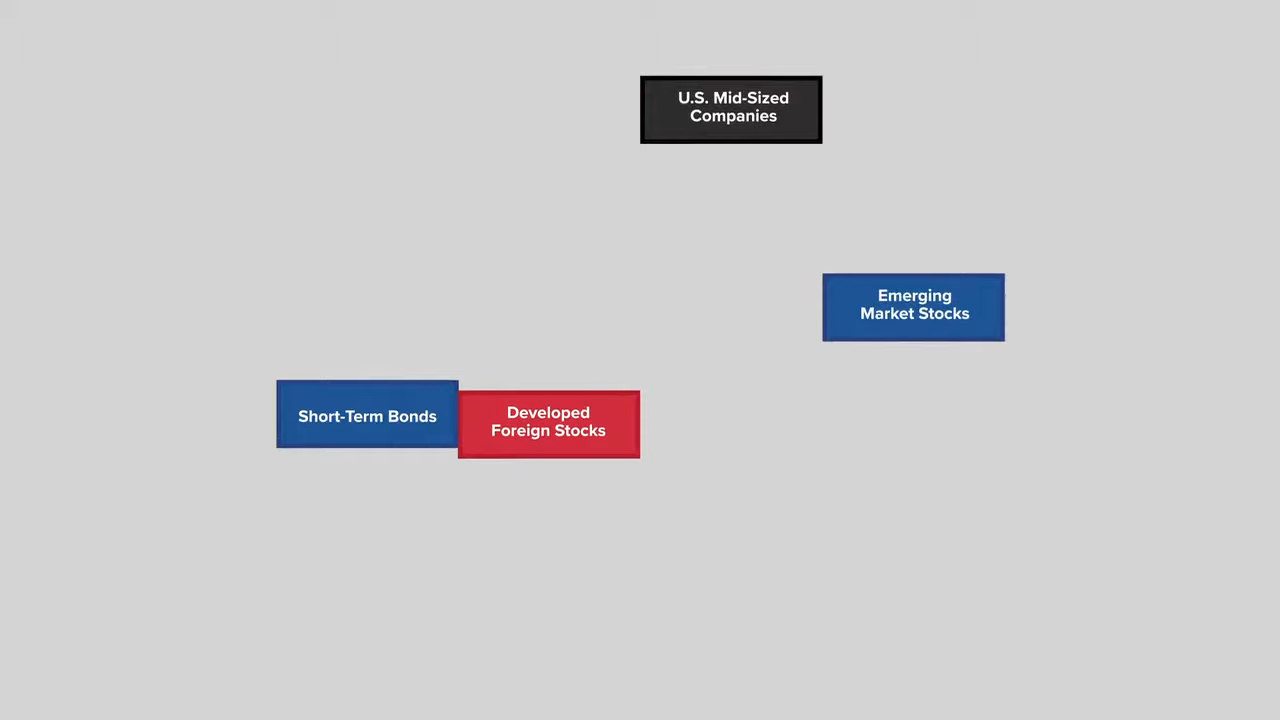 U.S. Mid-Sized
Companies
Emerging
Market Stocks
Short-Term Bonds
Developed
Foreign Stocks